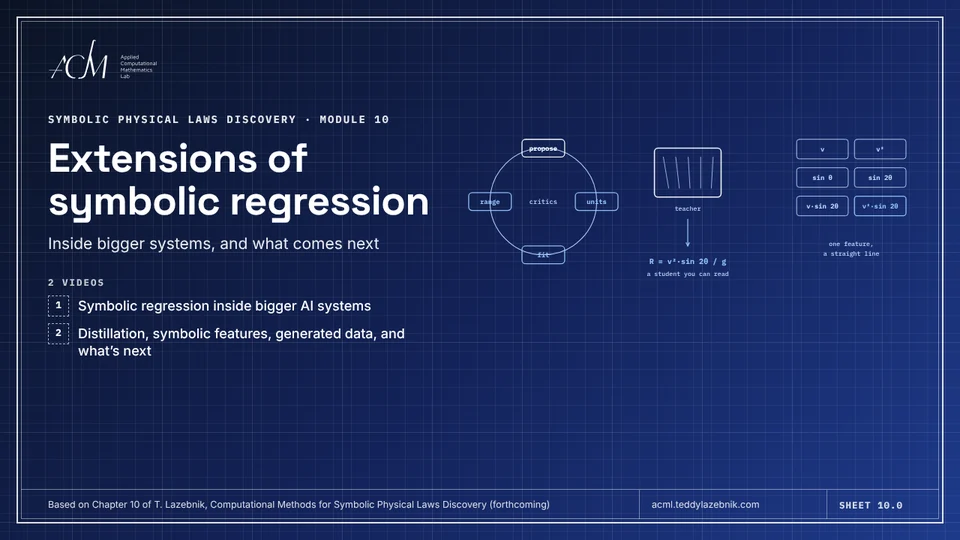 ACM
Applied
Computational
Mathematics
Lab
SYMBOLIC PHYSICAL LAWS DISCOVERY · MODULE 10
Extensions of
symbolic regression
Inside bigger systems, and what comes next
2 VIDEOS
1 Symbolic regression inside bigger AI systems
2 Distillation, symbolic features, generated data, and
what's next
propose
range
critics
units
fit
teacher
R = v²·sin 2θ / g
a student you can read
v
v²
sin θ
sin 2θ
v·sin 2θ
v²·sin 2θ
one feature,
a straight line
Based on Chapter 10 of T. Lazebnik, Computational Methods for Symbolic Physical Laws Discovery (forthcoming)
acml.teddylazebnik.com
SHEET 10.0